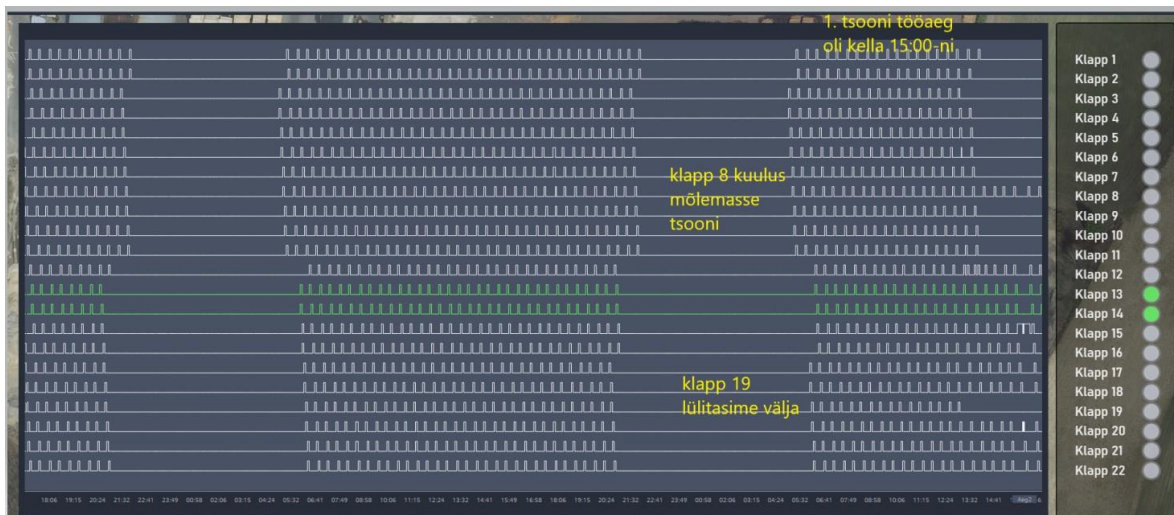 1. tsooni tööaeg
oli kella 15:00-ni
klapp 8 kuulus
mõlemasse
tsooni
klapp 19
lülitasime välja
Klapp 1
Klapp 2
Klapp 3
Klapp 4
Klapp 5
Klapp 6
Klapp 7
Klapp 8
Klapp 9
Klapp 10
Klapp 11
Klapp 12
Klapp 13
Klapp 14
Klapp 15
Klapp 16
Klapp 17
Klapp 18
Klapp 19
Klapp 20
Klapp 21
Klapp 22
18:06 19:15 20:24 21:32 22:41 23:49 00:58 02:06 03:15 04:24 05:32 06:41 07:49 08:58 10:06 11:15 12:24 13:32 14:41 15:49 16:58 18:06 19:15 20:24 21:32 22:41 23:49 00:58 02:06 03:15 04:24 05:32 06:41 07:49 08:58 10:06 11:15 12:24 13:32 14:41